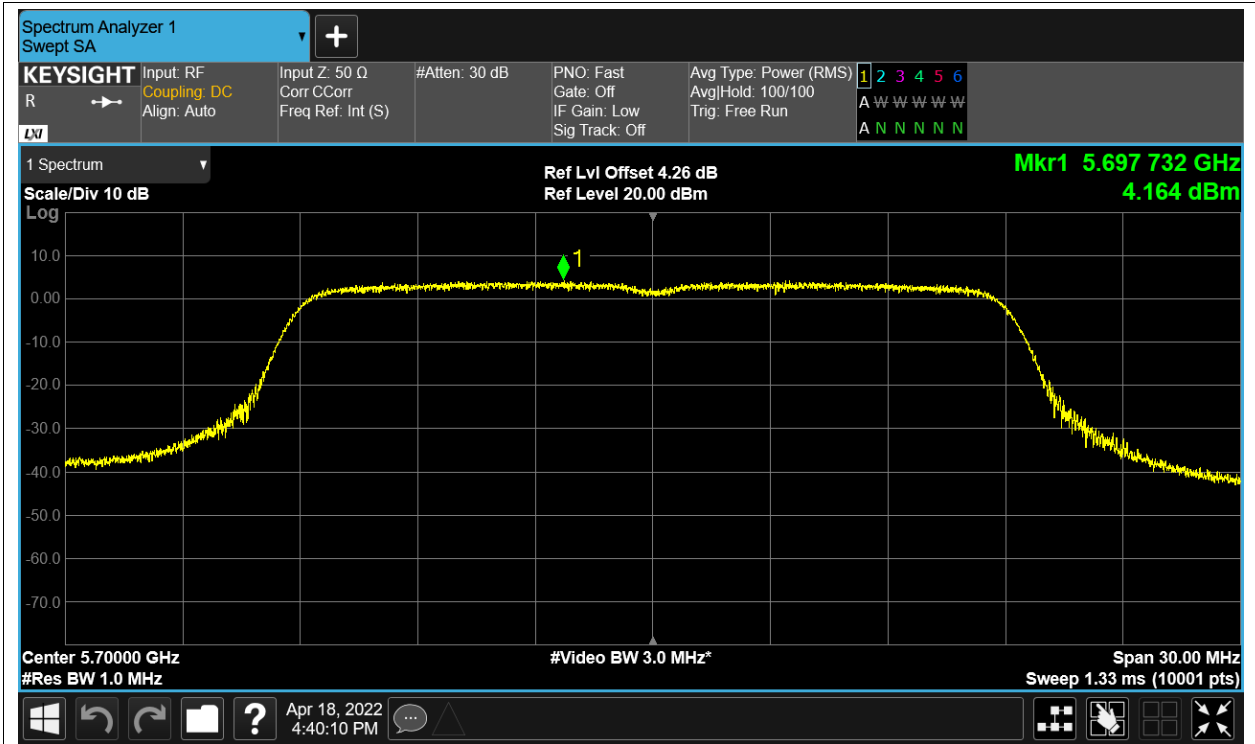 Spectrum Analyzer 1
Swept SA
KEYSIGHT
R
LXI
Input: RF
Coupling: DC
Align: Auto
Input Z: 50 Ω
Corr CCorr
Freq Ref: Int (S)
#Atten: 30 dB
PNO: Fast
Gate: Off
IF Gain: Low
Sig Track: Off
Avg Type: Power (RMS)
Avg|Hold: 100/100
Trig: Free Run
1 2 3 4 5 6
A W W W W W
A N N N N N
1 Spectrum
Scale/Div 10 dB
Log
Ref Lvl Offset 4.26 dB
Ref Level 20.00 dBm
Mkr1 5.697 732 GHz
4.164 dBm
1
10.0
0.00
-10.0
-20.0
-30.0
-40.0
-50.0
-60.0
-70.0
Center 5.70000 GHz
#Res BW 1.0 MHz
#Video BW 3.0 MHz*
Span 30.00 MHz
Sweep 1.33 ms (10001 pts)
?
Apr 18, 2022
4:40:10 PM